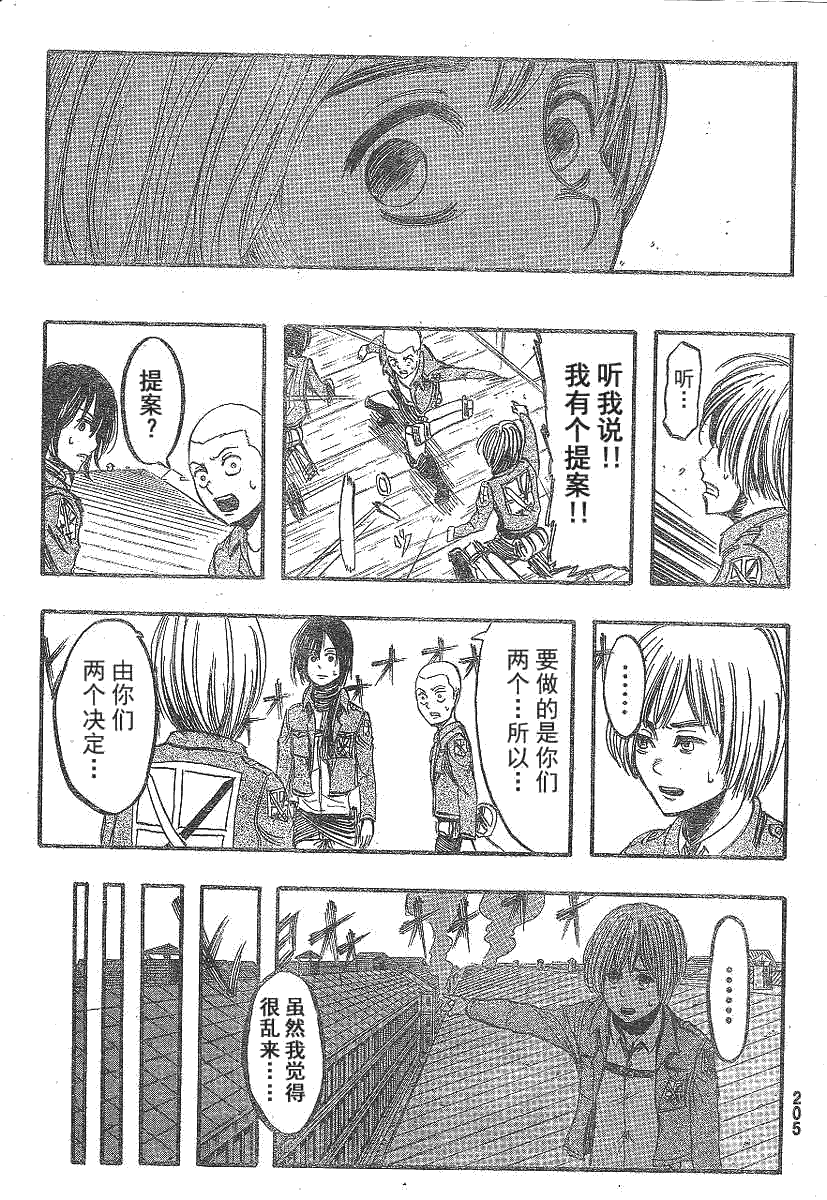 听…
听我说!!
我有个提案!!
提案?
……
要做的是你们
两个…所以…
由你们
两个决定…
……
虽然我觉得
很乱来……
205